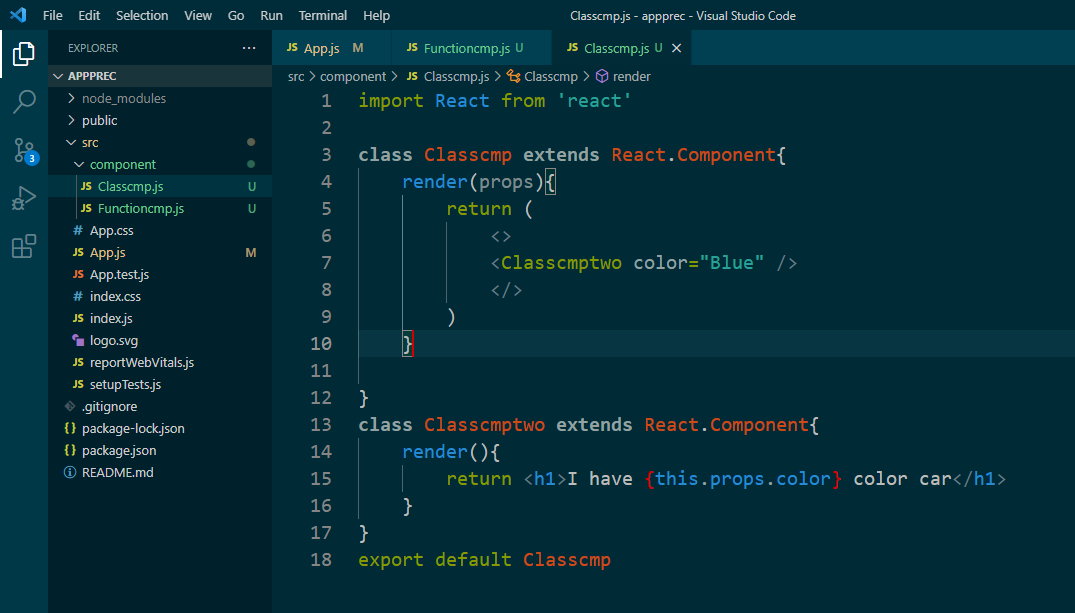 File Edit Selection View Go Run Terminal Help Classcmp.js - appprec - Visual Studio Code
EXPLORER ···
JS App.js M JS Functioncmp.js U JS Classcmp.js U ×
APPPREC
src > component > JS Classcmp.js > Classcmp > render
node_modules
public
src
component
JS Classcmp.js U
JS Functioncmp.js U
# App.css
JS App.js M
JS App.test.js
# index.css
JS index.js
logo.svg
JS reportWebVitals.js
JS setupTests.js
.gitignore
{} package-lock.json
{} package.json
README.md
3
1 import React from 'react'
2
3 class Classcmp extends React.Component{
4     render(props){
5         return (
6             <>
7             <Classcmptwo color="Blue" />
8             </>
9         )
10     }
11
12 }
13 class Classcmptwo extends React.Component{
14     render(){
15         return <h1>I have {this.props.color} color car</h1>
16     }
17 }
18 export default Classcmp